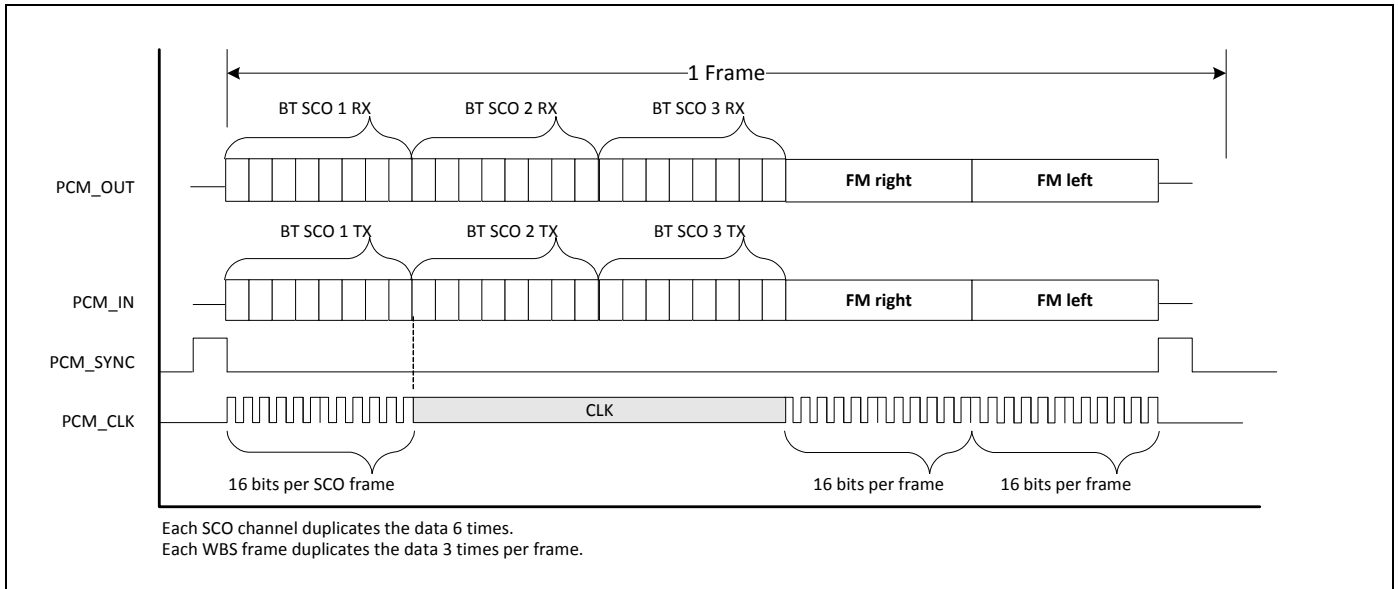 1 Frame
BT SCO 1 RX BT SCO 2 RX BT SCO 3 RX
PCM_OUT FM right FM left
BT SCO 1 TX BT SCO 2 TX BT SCO 3 TX
PCM_IN FM right FM left
PCM_SYNC
PCM_CLK CLK
16 bits per SCO frame 16 bits per frame 16 bits per frame
Each SCO channel duplicates the data 6 times.
Each WBS frame duplicates the data 3 times per frame.